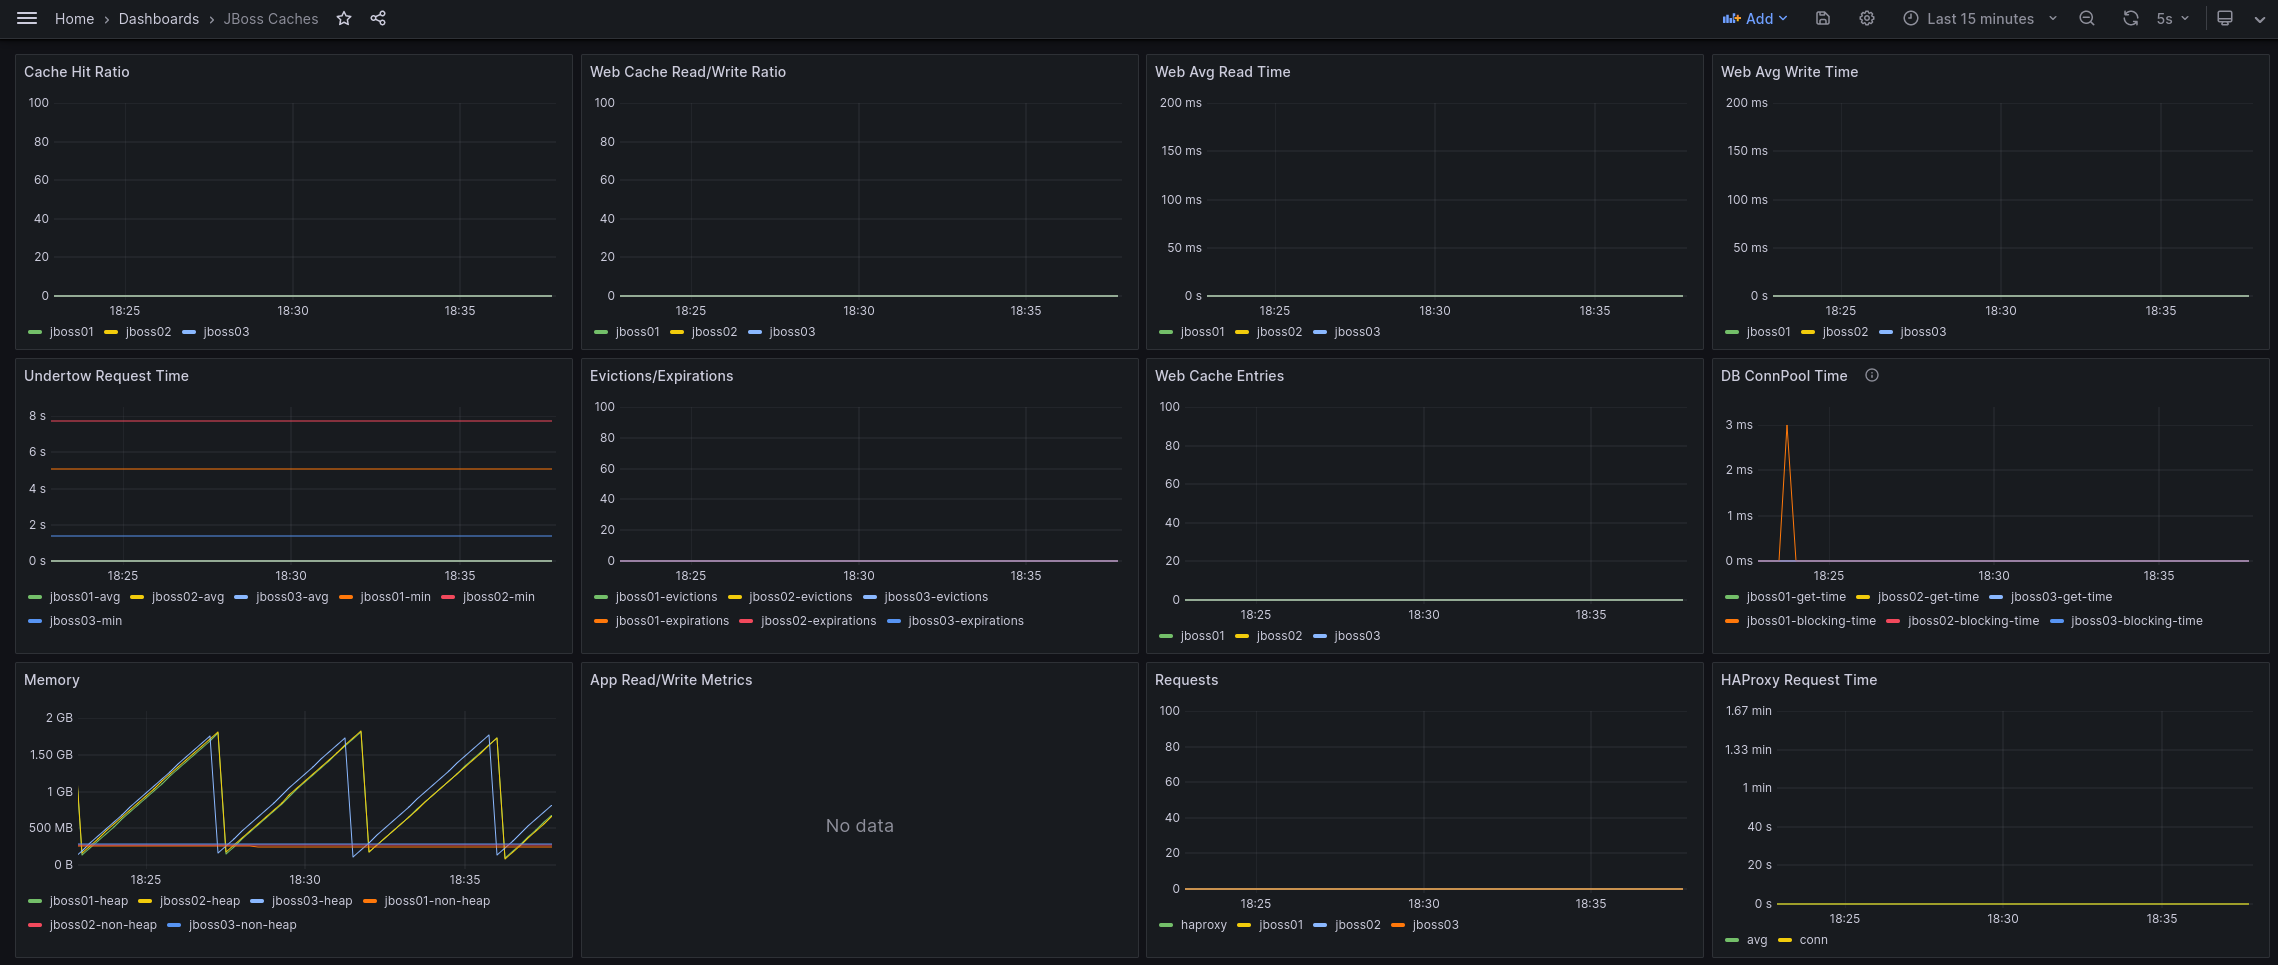 Home › Dashboards › JBoss Caches
Add
Last 15 minutes
5s
Cache Hit Ratio
100
80
60
40
20
0
18:25 18:30 18:35
jboss01 jboss02 jboss03
Web Cache Read/Write Ratio
100
80
60
40
20
0
18:25 18:30 18:35
jboss01 jboss02 jboss03
Web Avg Read Time
200 ms
150 ms
100 ms
50 ms
0 s
18:25 18:30 18:35
jboss01 jboss02 jboss03
Web Avg Write Time
200 ms
150 ms
100 ms
50 ms
0 s
18:25 18:30 18:35
jboss01 jboss02 jboss03
Undertow Request Time
8 s
6 s
4 s
2 s
0 s
18:25 18:30 18:35
jboss01-avg jboss02-avg jboss03-avg jboss01-min jboss02-min
jboss03-min
Evictions/Expirations
100
80
60
40
20
0
18:25 18:30 18:35
jboss01-evictions jboss02-evictions jboss03-evictions
jboss01-expirations jboss02-expirations jboss03-expirations
Web Cache Entries
100
80
60
40
20
0
18:25 18:30 18:35
jboss01 jboss02 jboss03
DB ConnPool Time
3 ms
2 ms
1 ms
0 ms
18:25 18:30 18:35
jboss01-get-time jboss02-get-time jboss03-get-time
jboss01-blocking-time jboss02-blocking-time jboss03-blocking-time
Memory
2 GB
1.50 GB
1 GB
500 MB
0 B
18:25 18:30 18:35
jboss01-heap jboss02-heap jboss03-heap jboss01-non-heap
jboss02-non-heap jboss03-non-heap
App Read/Write Metrics
No data
Requests
100
80
60
40
20
0
18:25 18:30 18:35
haproxy jboss01 jboss02 jboss03
HAProxy Request Time
1.67 min
1.33 min
1 min
40 s
20 s
0 s
18:25 18:30 18:35
avg conn